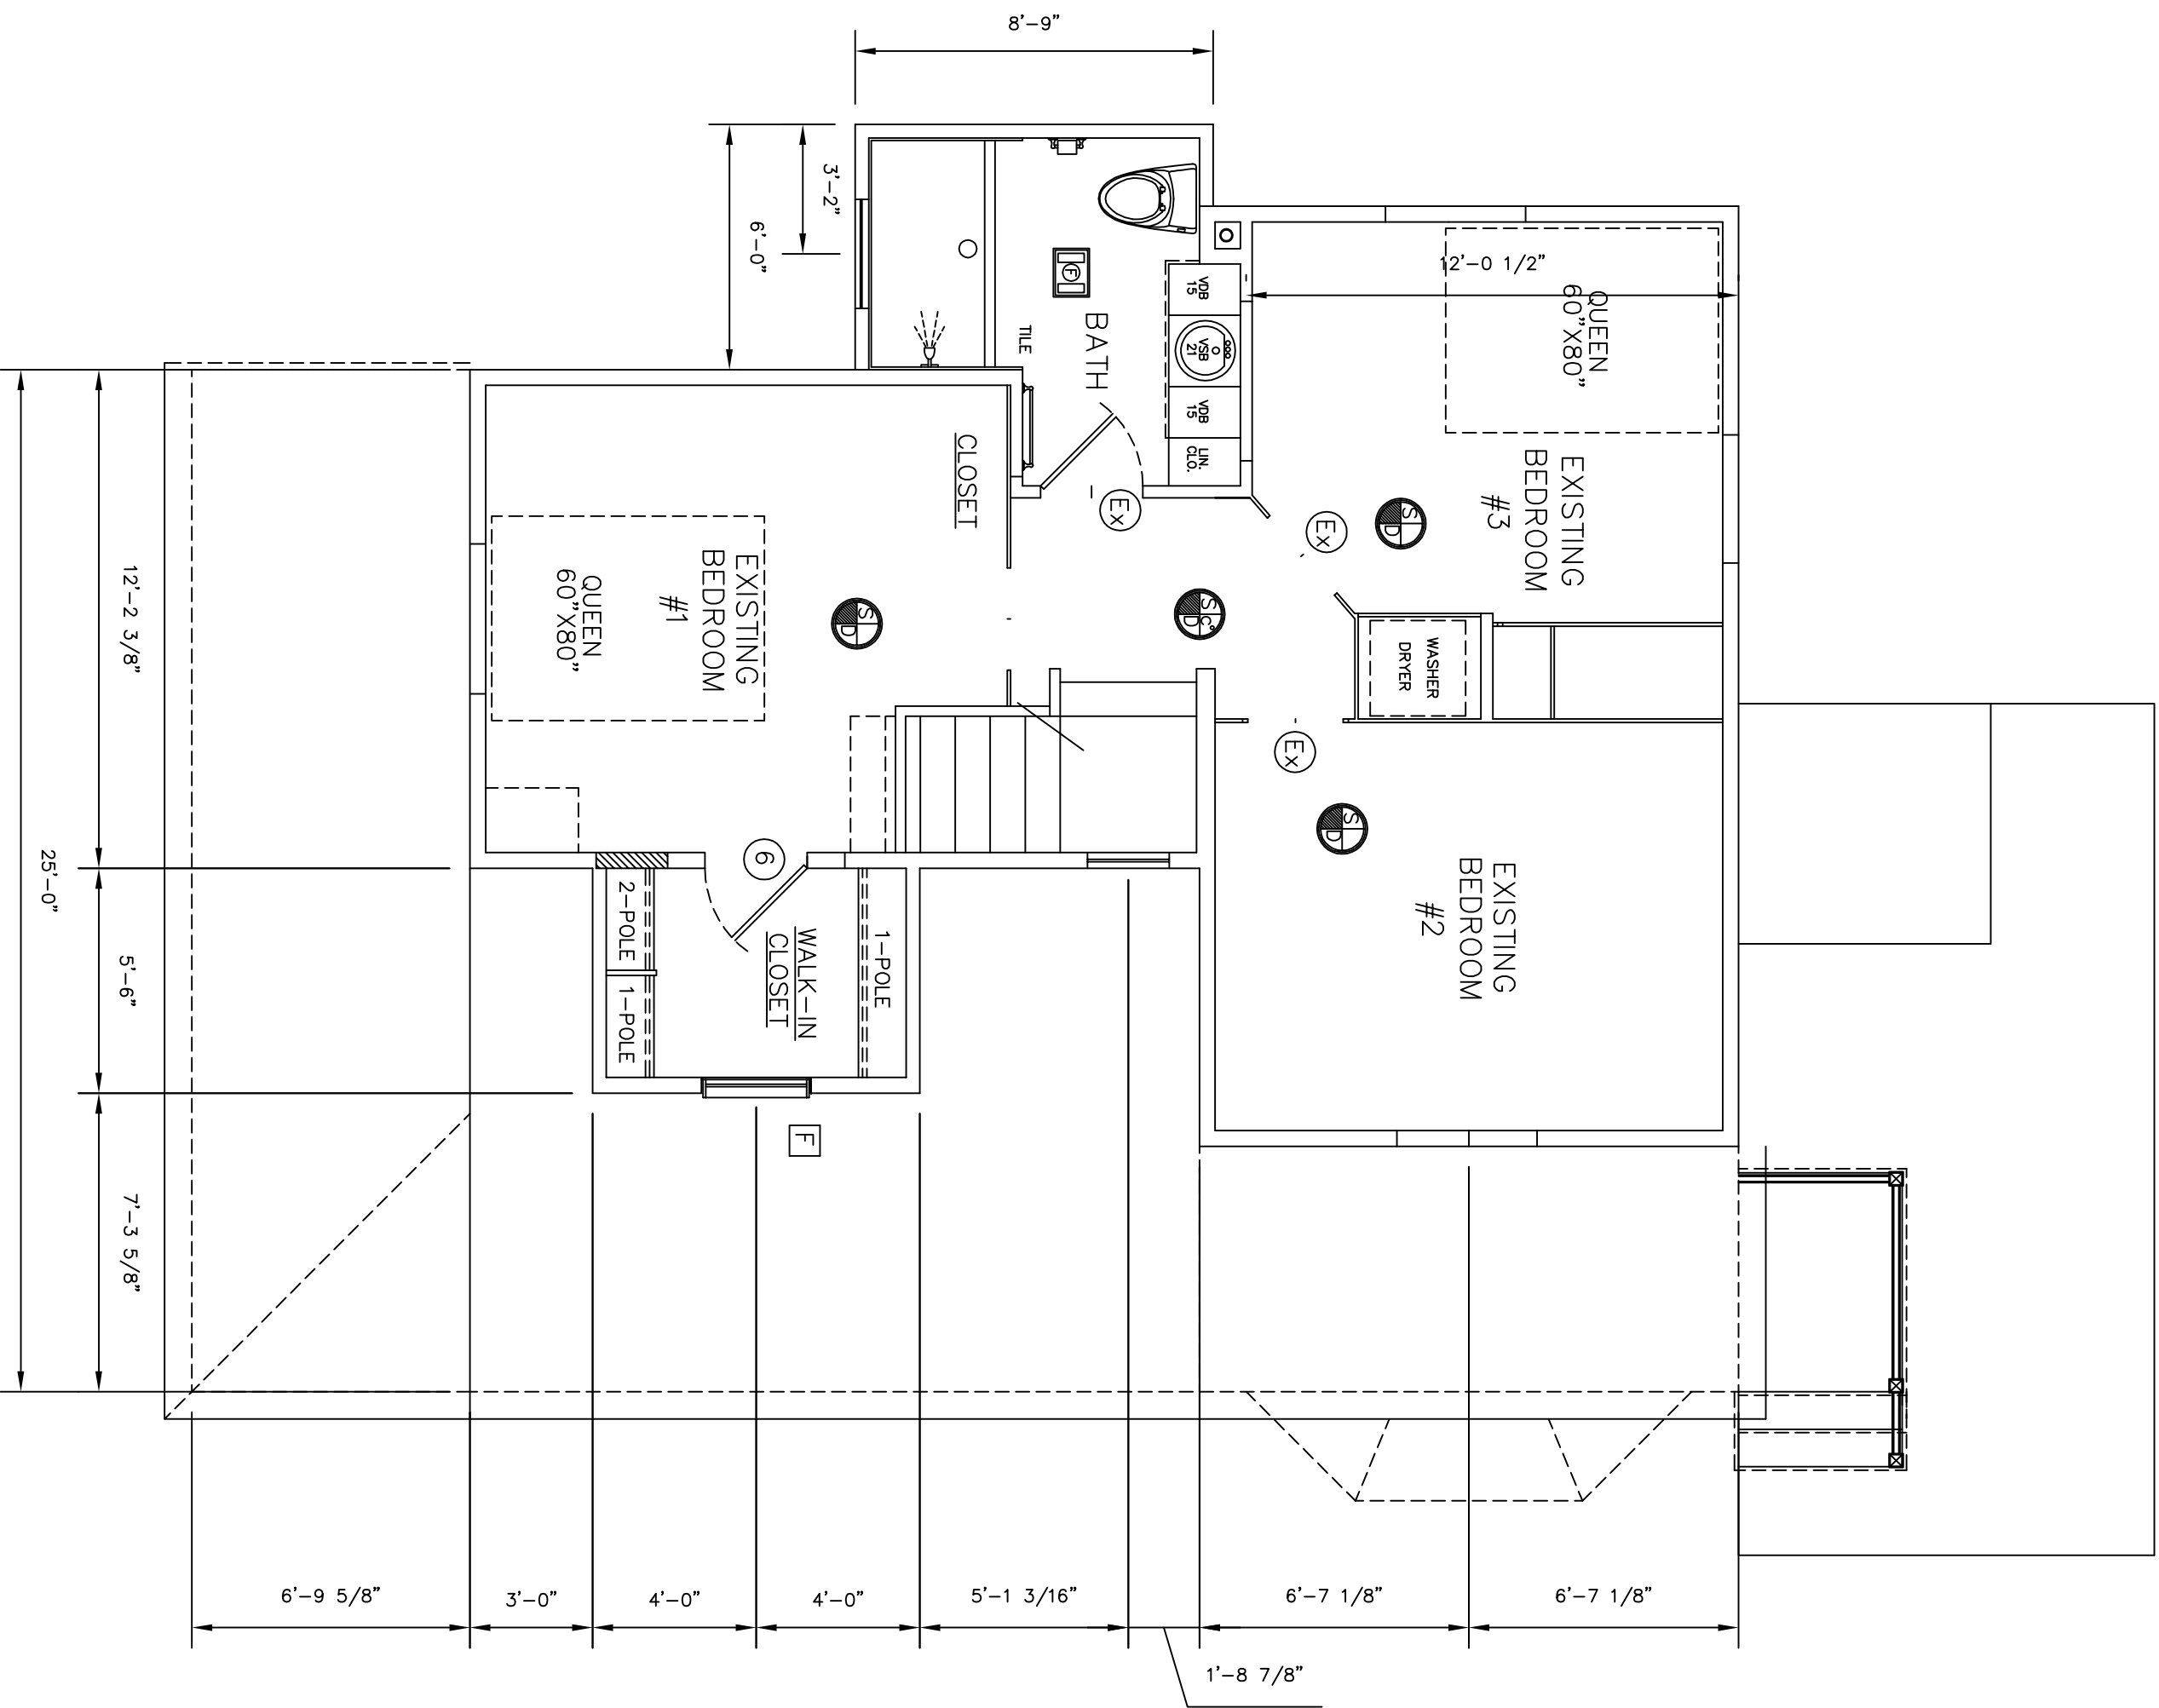 8'-9"
3'-2"
6'-0"
12'-0 1/2"
QUEEN
60"X80"
EXISTING
BEDROOM
#3
VDB
15
VSB
21
VDB
15
LIN.
CLO.
F
TILE
BATH
CLOSET
Ex
Ex
S
D
S
C°
D
WASHER
DRYER
EXISTING
BEDROOM
#1
QUEEN
60"X80"
S
D
Ex
S
D
EXISTING
BEDROOM
#2
6
2-POLE
1-POLE
WALK-IN
CLOSET
1-POLE
F
12'-2 3/8"
25'-0"
5'-6"
7'-3 5/8"
6'-9 5/8"
3'-0"
4'-0"
4'-0"
5'-1 3/16"
6'-7 1/8"
6'-7 1/8"
1'-8 7/8"